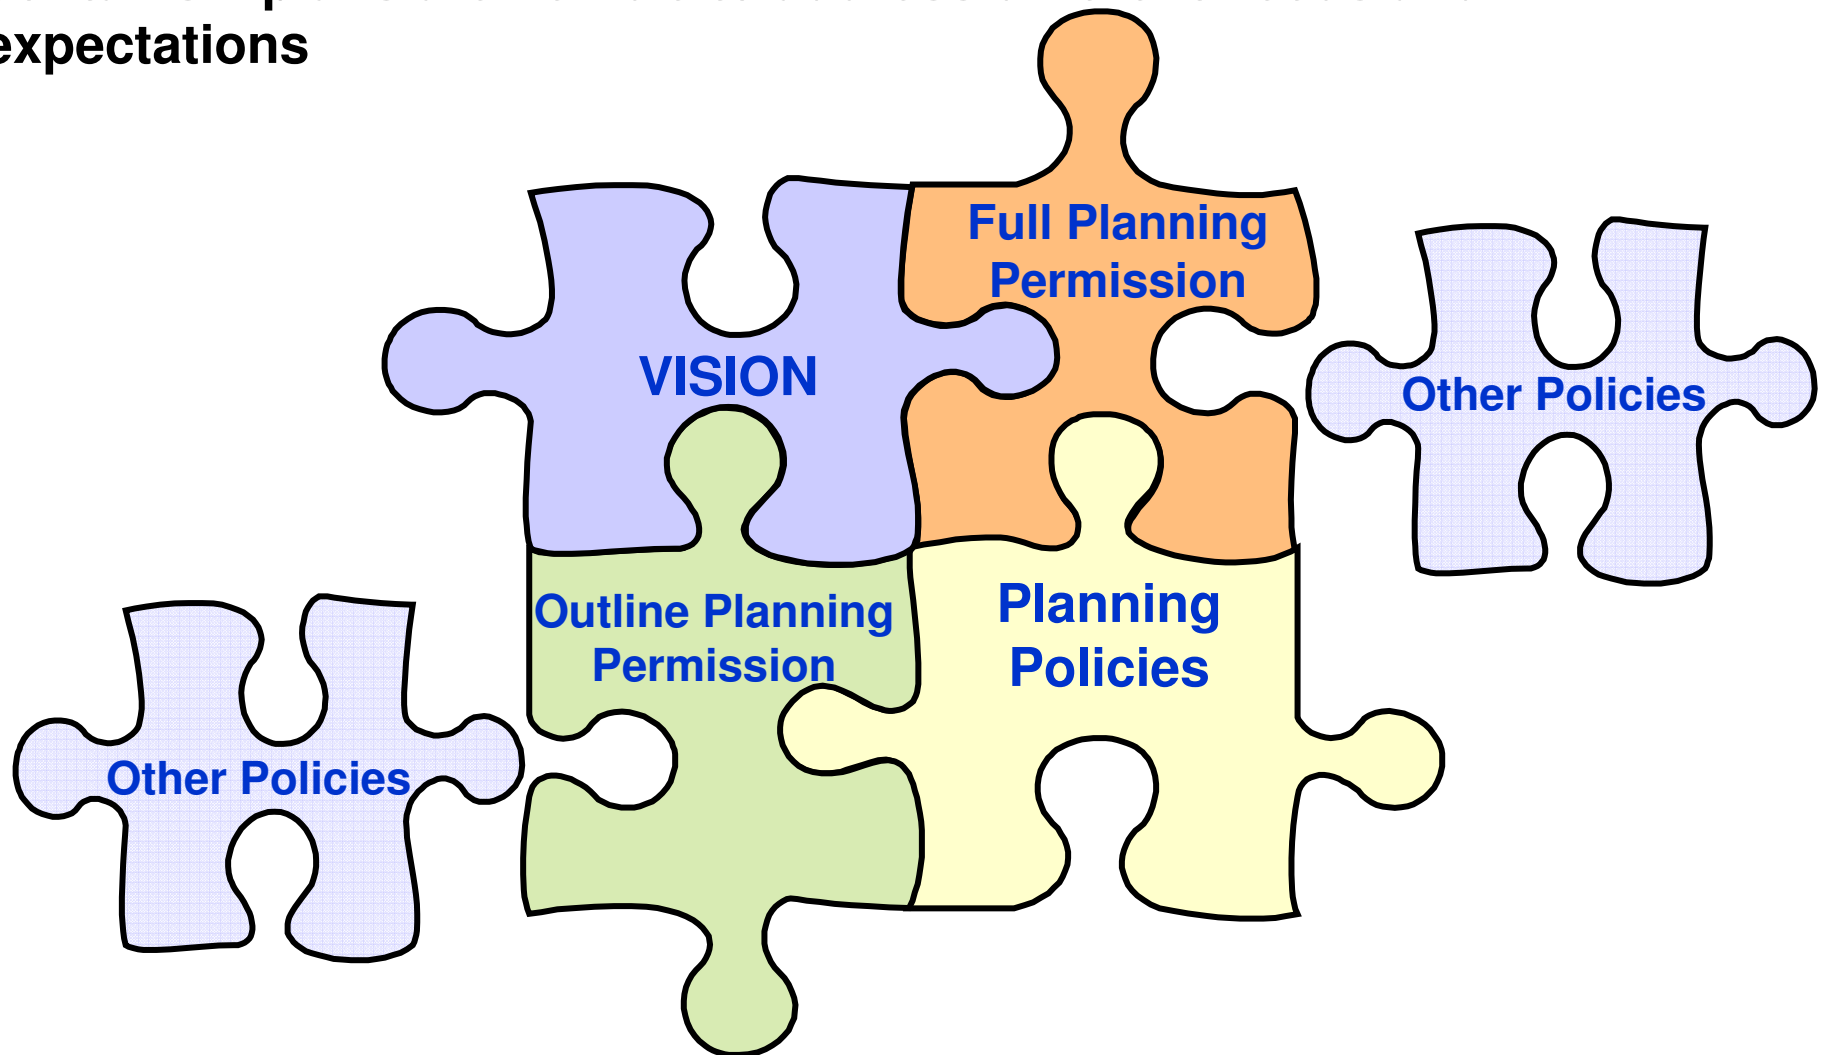 expectations
Full Planning
Permission
VISION
Other Policies
Outline Planning
Permission
Planning
Policies
Other Policies